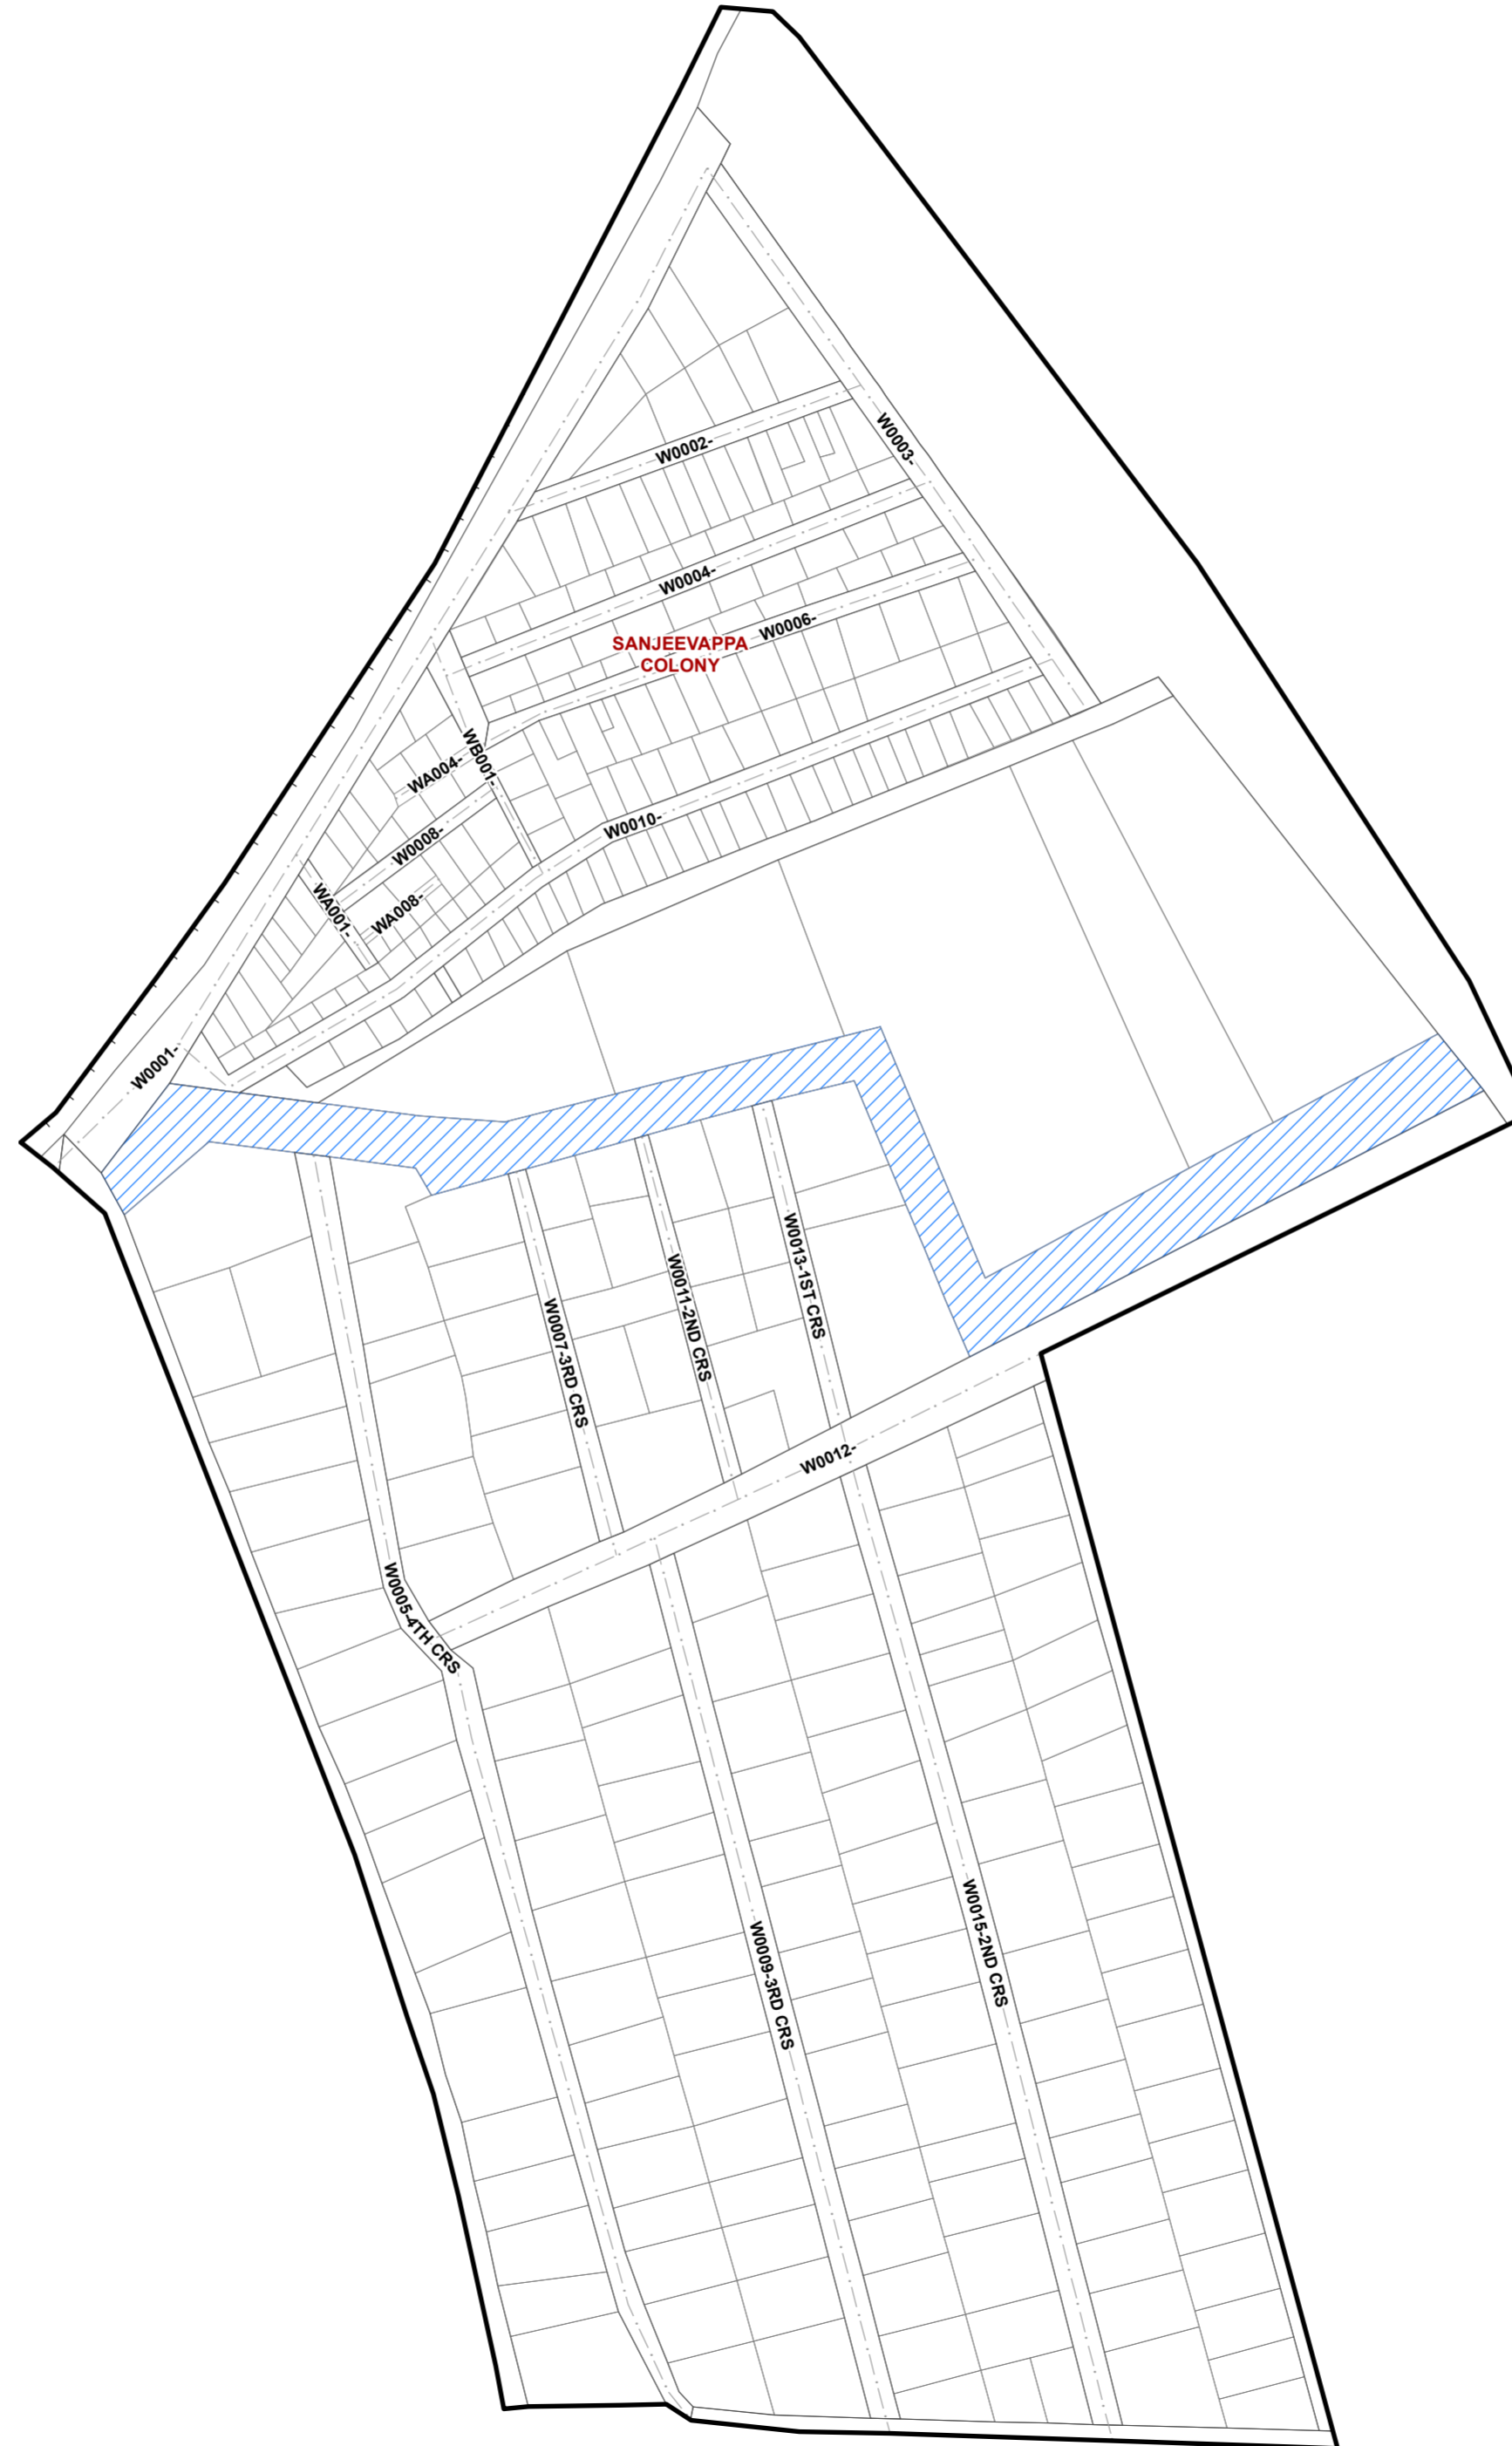 W0002-
W0003-
W0004-
W0006-
SANJEEVAPPA
COLONY
WB001-
WA004-
W0010-
W0008-
WA001-
WA008-
W0001-
W0013-1ST CRS
W0011-2ND CRS
W0007-3RD CRS
W0012-
W0005-4TH CRS
W0015-2ND CRS
W0009-3RD CRS